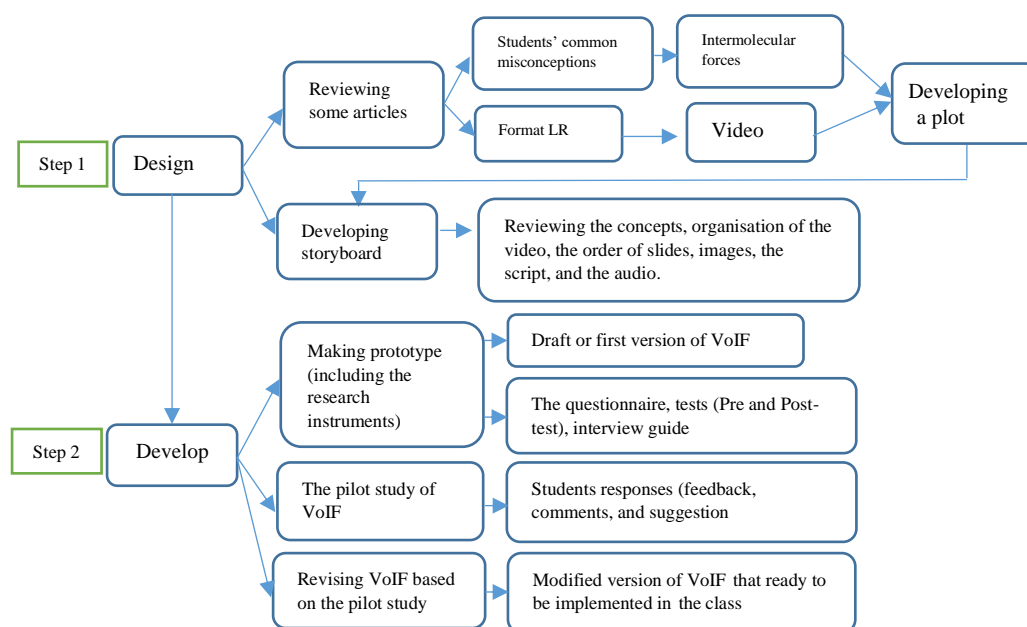 Students’ common
misconceptions
Intermolecular
forces
Reviewing
some articles
Developing
a plot
Format LR
Video
Step 1
Design
Developing
storyboard
Reviewing the concepts, organisation of the
video, the order of slides, images, the
script, and the audio.
Making prototype
(including the
research
instruments)
Draft or first version of VoIF
The questionnaire, tests (Pre and Post-
test), interview guide
Step 2
Develop
The pilot study of
VoIF
Students responses (feedback,
comments, and suggestion
Revising VoIF based
on the pilot study
Modified version of VoIF that ready to
be implemented in the class